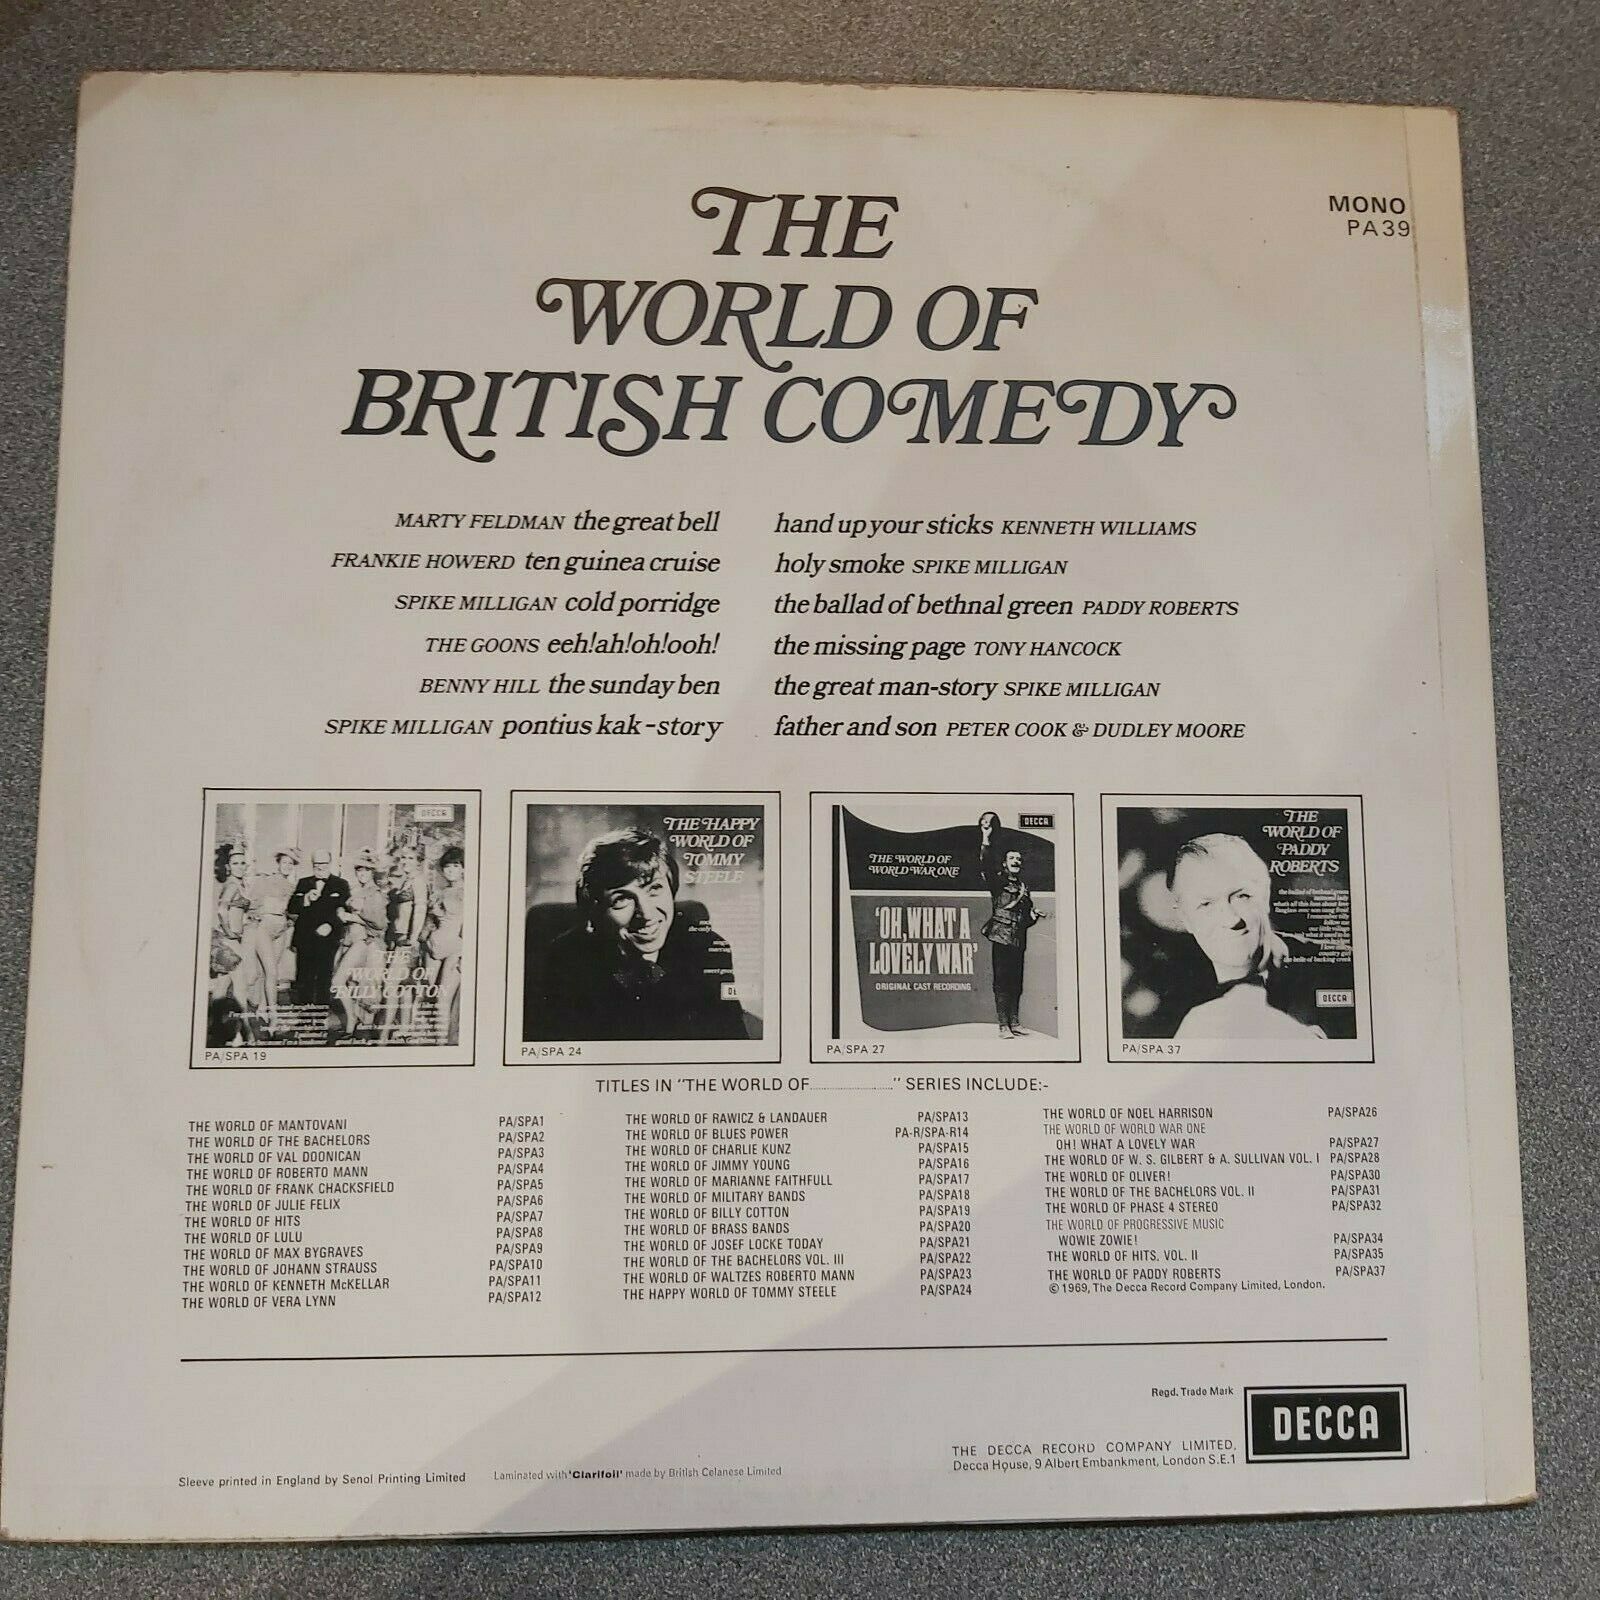 THE
WORLD OF
BRITISH COMEDY
MONO
PA39
MARTY FELDMAN the great bell
FRANKIE HOWERD ten guinea cruise
SPIKE MILLIGAN cold porridge
THE GOONS eeh!ah!oh!ooh!
BENNY HILL the sunday ben
SPIKE MILLIGAN pontius kak-story
hand up your sticks KENNETH WILLIAMS
holy smoke SPIKE MILLIGAN
the ballad of bethnal green PADDY ROBERTS
the missing page TONY HANCOCK
the great man-story SPIKE MILLIGAN
father and son PETER COOK & DUDLEY MOORE
DECCA
THE
WORLD OF
BILLY COTTON
PA/SPA 19
THE HAPPY
WORLD OF
TOMMY
STEELE
PA/SPA 24
DECCA
THE WORLD OF
WORLD WAR ONE
'OH, WHAT A
LOVELY WAR'
ORIGINAL CAST RECORDING
PA/SPA 27
THE
WORLD OF
PADDY
ROBERTS
the ballad of bethnal green
DECCA
PA/SPA 37
TITLES IN "THE WORLD OF..............................." SERIES INCLUDE:-
THE WORLD OF MANTOVANI PA/SPA1
THE WORLD OF THE BACHELORS PA/SPA2
THE WORLD OF VAL DOONICAN PA/SPA3
THE WORLD OF ROBERTO MANN PA/SPA4
THE WORLD OF FRANK CHACKSFIELD PA/SPA5
THE WORLD OF JULIE FELIX PA/SPA6
THE WORLD OF HITS PA/SPA7
THE WORLD OF LULU PA/SPA8
THE WORLD OF MAX BYGRAVES PA/SPA9
THE WORLD OF JOHANN STRAUSS PA/SPA10
THE WORLD OF KENNETH McKELLAR PA/SPA11
THE WORLD OF VERA LYNN PA/SPA12
THE WORLD OF RAWICZ & LANDAUER PA/SPA13
THE WORLD OF BLUES POWER PA-R/SPA-R14
THE WORLD OF CHARLIE KUNZ PA/SPA15
THE WORLD OF JIMMY YOUNG PA/SPA16
THE WORLD OF MARIANNE FAITHFULL PA/SPA17
THE WORLD OF MILITARY BANDS PA/SPA18
THE WORLD OF BILLY COTTON PA/SPA19
THE WORLD OF BRASS BANDS PA/SPA20
THE WORLD OF JOSEF LOCKE TODAY PA/SPA21
THE WORLD OF THE BACHELORS VOL. III PA/SPA22
THE WORLD OF WALTZES ROBERTO MANN PA/SPA23
THE HAPPY WORLD OF TOMMY STEELE PA/SPA24
THE WORLD OF NOEL HARRISON PA/SPA26
THE WORLD OF WORLD WAR ONE
OH! WHAT A LOVELY WAR PA/SPA27
THE WORLD OF W. S. GILBERT & A. SULLIVAN VOL. I PA/SPA28
THE WORLD OF OLIVER! PA/SPA30
THE WORLD OF THE BACHELORS VOL. II PA/SPA31
THE WORLD OF PHASE 4 STEREO PA/SPA32
THE WORLD OF PROGRESSIVE MUSIC
WOWIE ZOWIE! PA/SPA34
THE WORLD OF HITS, VOL. II PA/SPA35
THE WORLD OF PADDY ROBERTS PA/SPA37
© 1969, The Decca Record Company Limited, London.
Regd. Trade Mark
DECCA
THE DECCA RECORD COMPANY LIMITED,
Decca House, 9 Albert Embankment, London S.E.1
Sleeve printed in England by Senol Printing Limited
Laminated with 'Clarifoil' made by British Celanese Limited